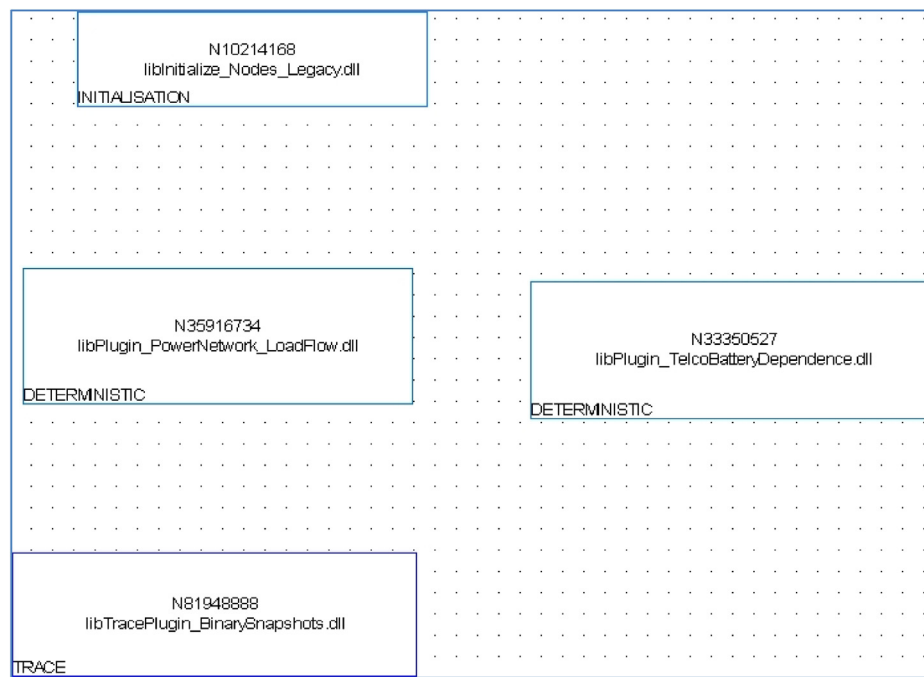 N10214168
libInitialize_Nodes_Legacy.dll
INITIALISATION
N35916734
libPlugin_PowerNetwork_LoadFlow.dll
DETERMINISTIC
N33350527
libPlugin_TelcoBatteryDependence.dll
DETERMINISTIC
N81948888
libTracePlugin_BinarySnapshots.dll
TRACE